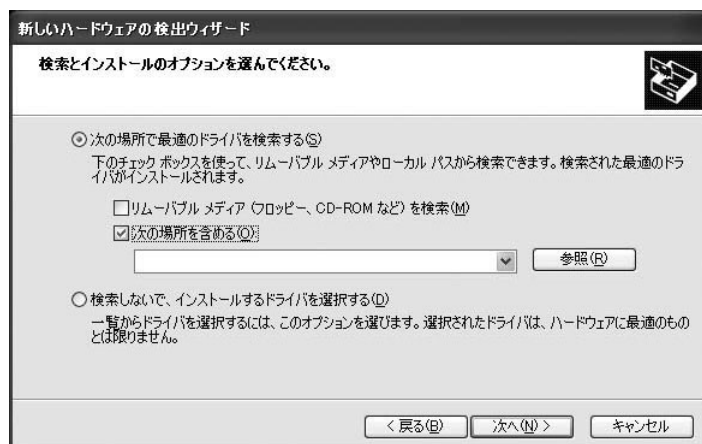 新しいハードウェアの検出ウィザード
検索とインストールのオプションを選んでください。
次の場所で最適のドライバを検索する(S)
下のチェック ボックスを使って、リムーバブル メディアやローカル パスから検索できます。検索された最適のドラ
イバがインストールされます。
リムーバブル メディア (フロッピー、CD-ROM など) を検索(M)
次の場所を含める(O):
参照(R)
検索しないで、インストールするドライバを選択する(D)
一覧からドライバを選択するには、このオプションを選びます。選択されたドライバは、ハードウェアに最適のもの
とは限りません。
< 戻る(B) 次へ(N) > キャンセル